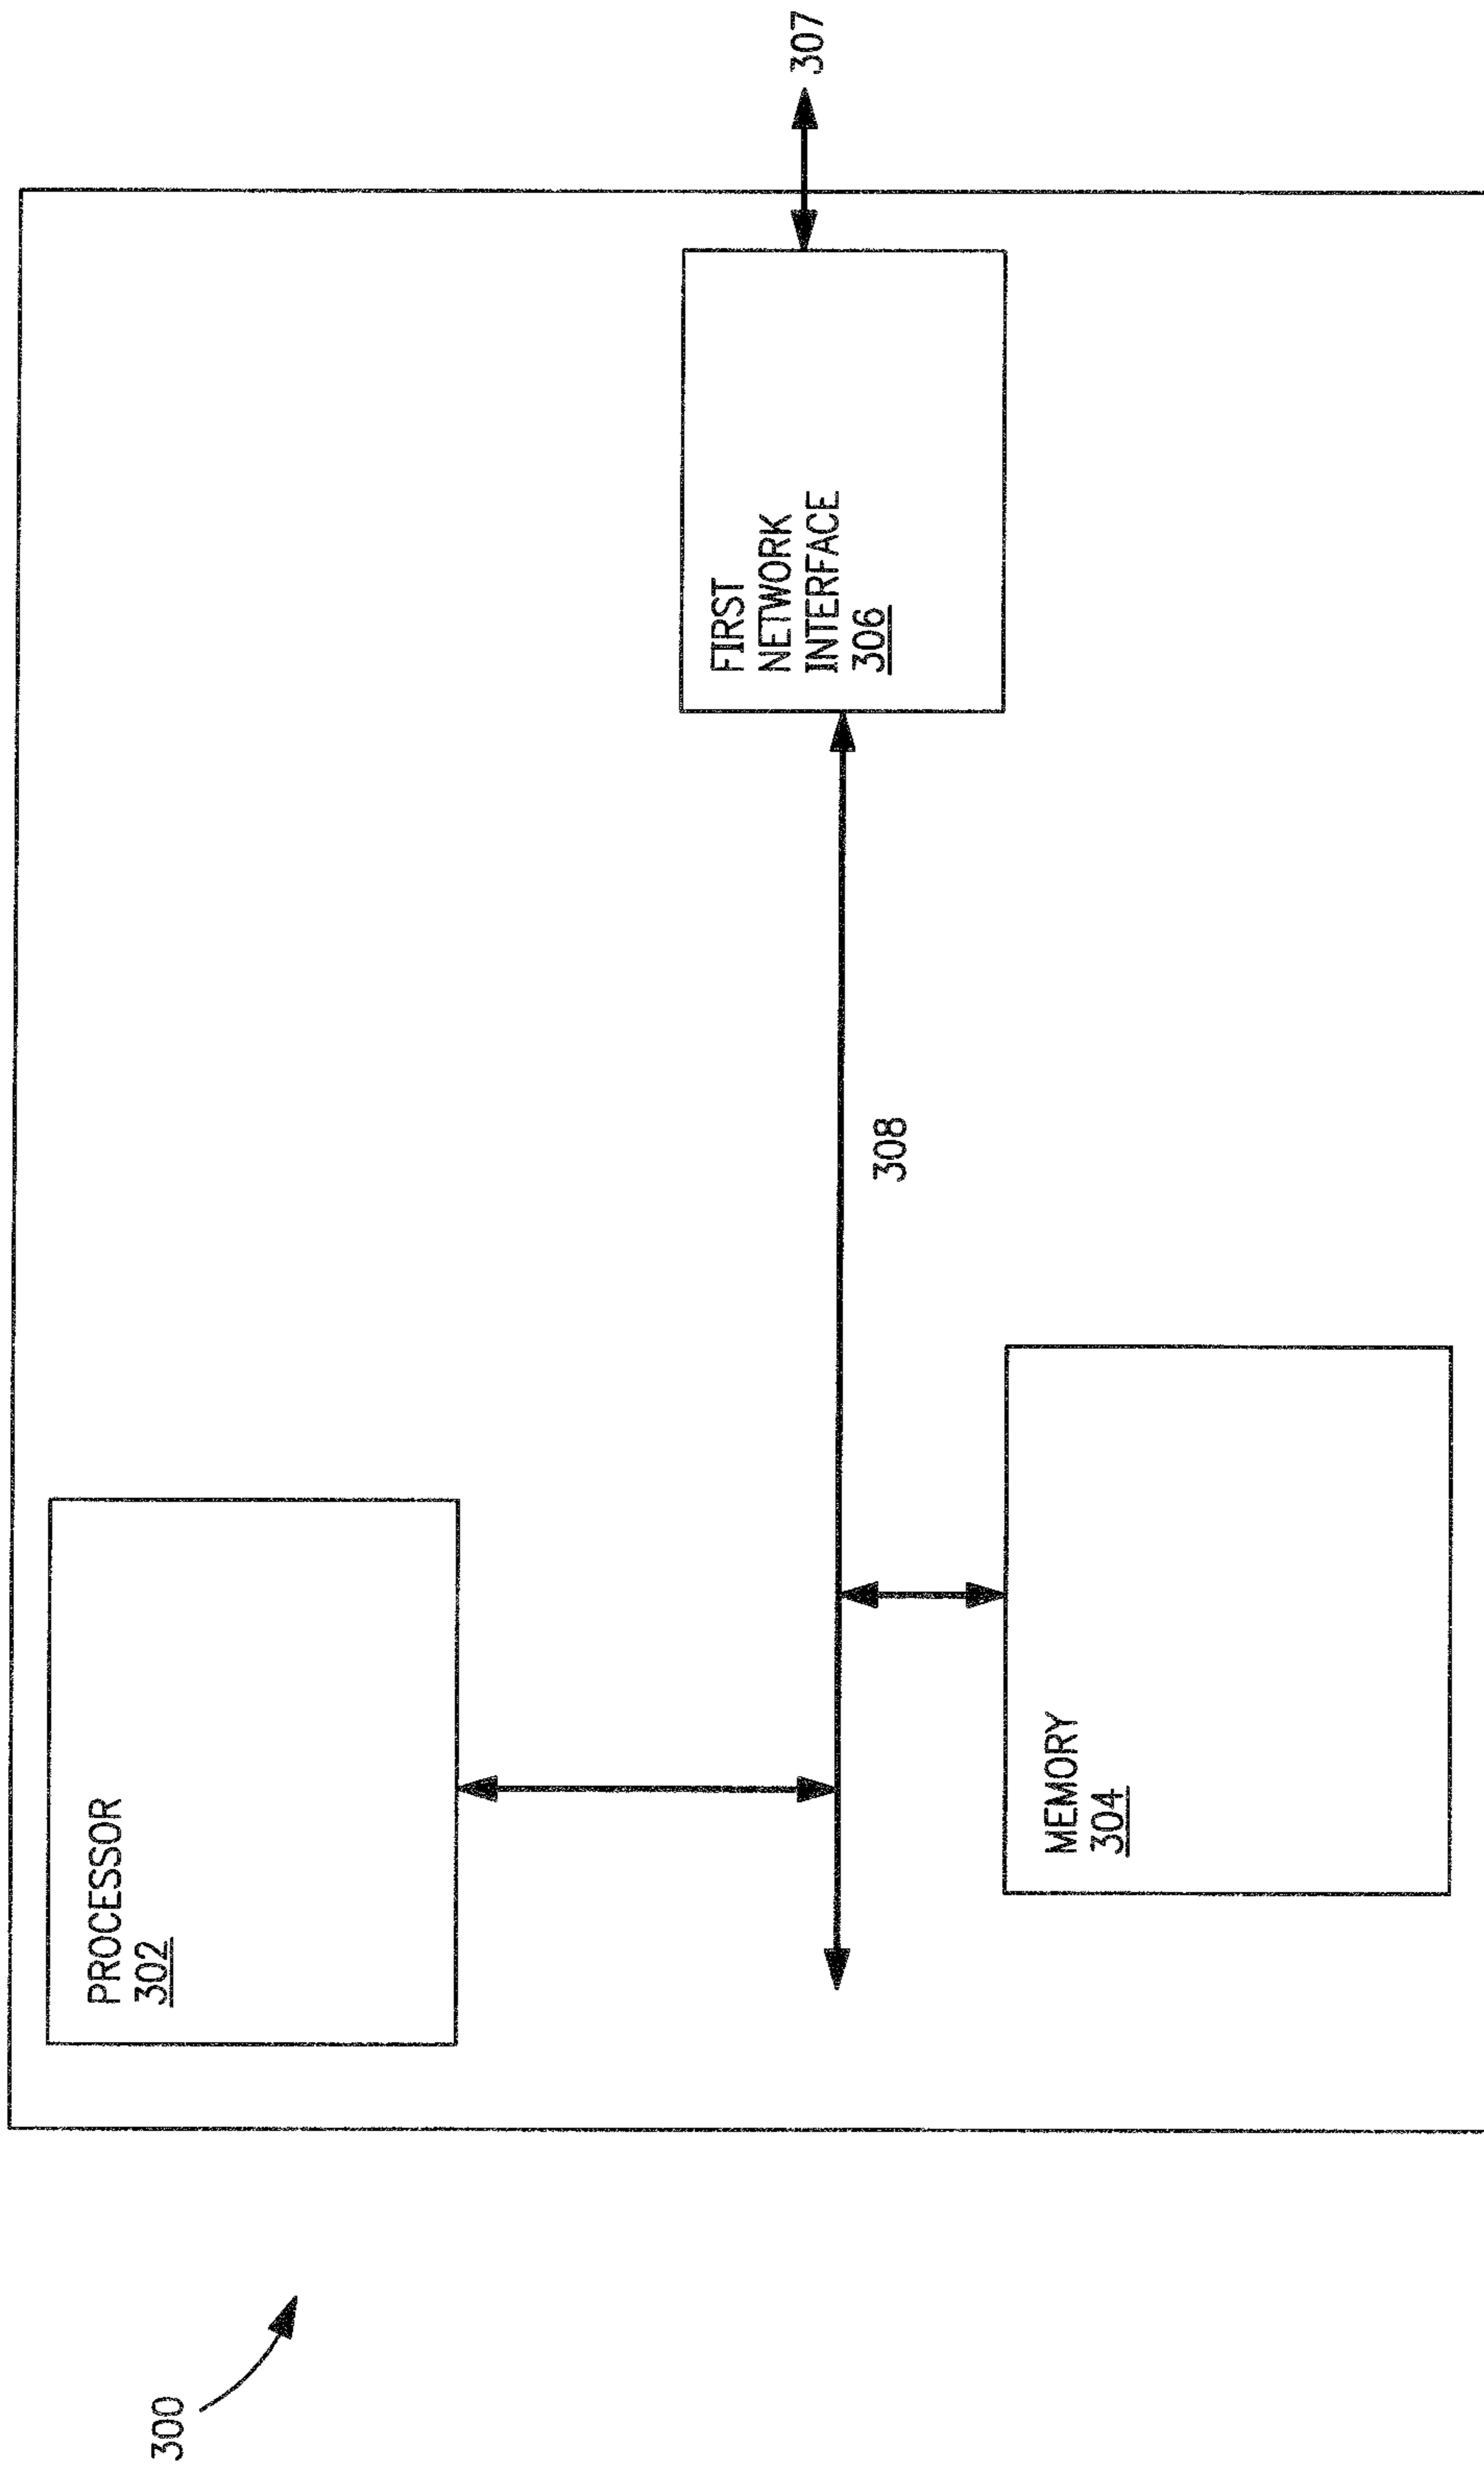 300
PROCESSOR
302
MEMORY
304
308
FIRST
NETWORK
INTERFACE
306
307